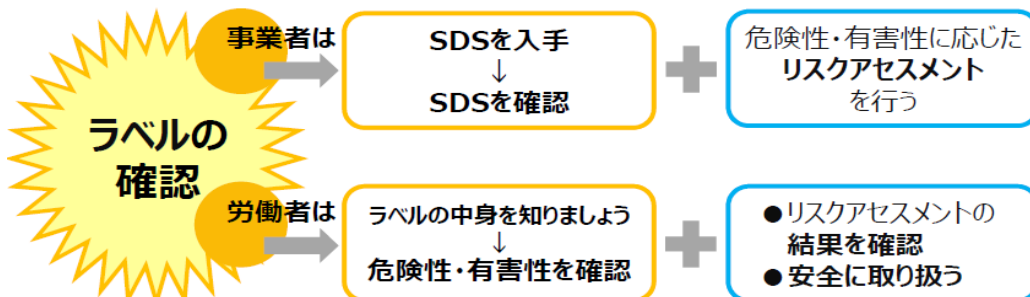 ラベルの
確認
事業者は
SDSを入手
↓
SDSを確認
危険性・有害性に応じた
リスクアセスメント
を行う
労働者は
ラベルの中身を知りましょう
↓
危険性・有害性を確認
●リスクアセスメントの
結果を確認
●安全に取り扱う